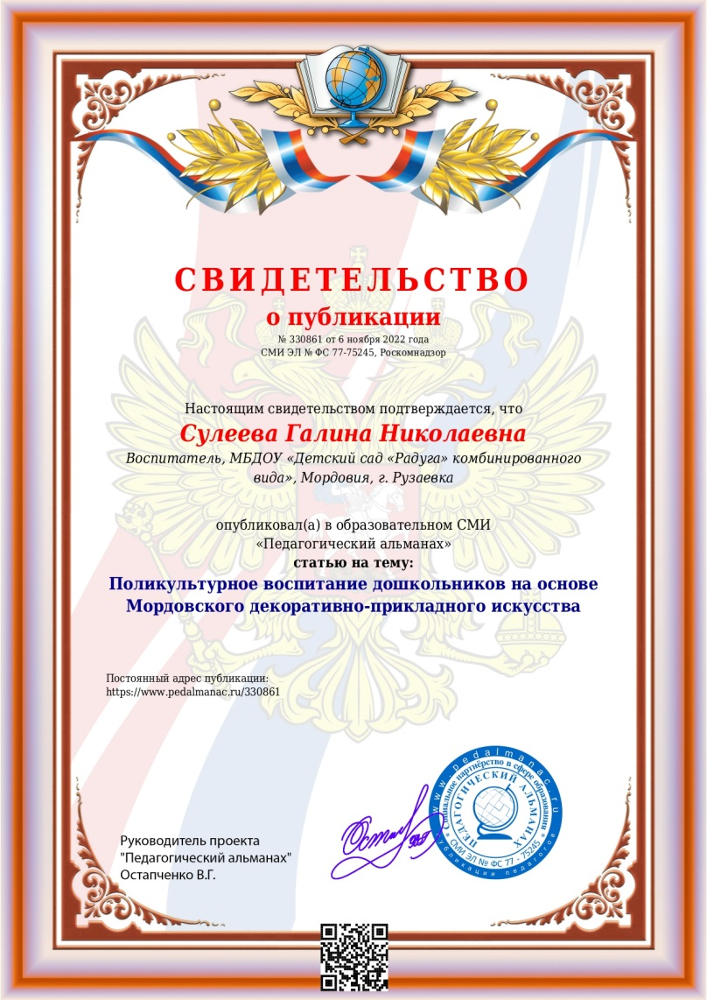 СВИДЕТЕЛЬСТВО
о публикации
№ 330861 от 6 ноября 2022 года
СМИ ЭЛ № ФС 77-75245, Роскомнадзор
Настоящим свидетельством подтверждается, что
Сулеева Галина Николаевна
Воспитатель, МБДОУ «Детский сад «Радуга» комбинированного
вида», Мордовия, г. Рузаевка
опубликовал(а) в образовательном СМИ
«Педагогический альманах»
статью на тему:
Поликультурное воспитание дошкольников на основе
Мордовского декоративно-прикладного искусства
Постоянный адрес публикации:
https://www.pedalmanac.ru/330861
Руководитель проекта
"Педагогический альманах"
Остапченко В.Г.
www.pedalmanac.ru
публикации педагогов
Социальное партнёрство в сфере образования
СМИ ЭЛ № ФС 77 - 75245
ПЕДАГОГИЧЕСКИЙ АЛЬМАНАХ